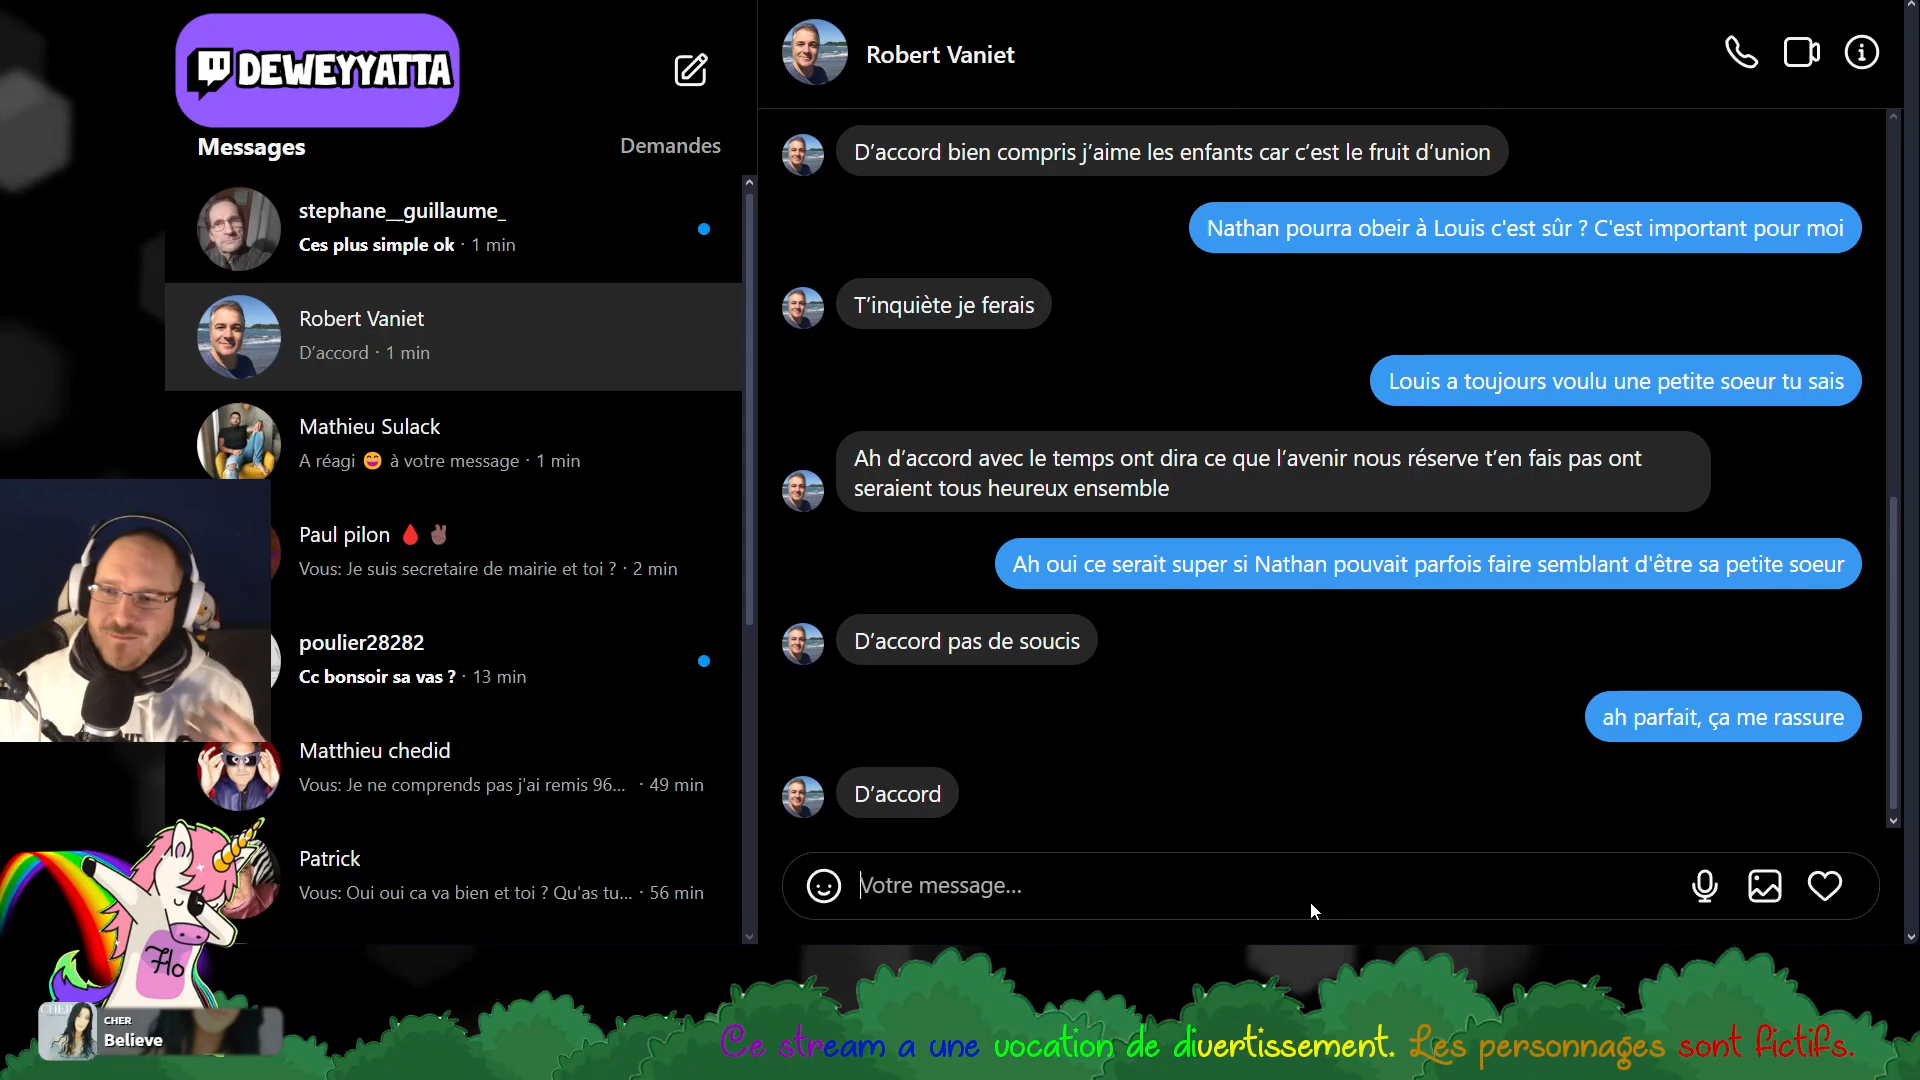 DEWEYYATTA
Messages
Demandes
stephane__guillaume_
Ces plus simple ok · 1 min
Robert Vaniet
D’accord · 1 min
Mathieu Sulack
A réagi 😄 à votre message · 1 min
Paul pilon 🩸 ✌🏿
Vous: Je suis secretaire de mairie et toi ? · 2 min
poulier28282
Cc bonsoir sa vas ? · 13 min
Matthieu chedid
Vous: Je ne comprends pas j'ai remis 96... · 49 min
Patrick
Vous: Oui oui ca va bien et toi ? Qu'as tu... · 56 min
Robert Vaniet
D’accord bien compris j’aime les enfants car c’est le fruit d’union
Nathan pourra obeir à Louis c'est sûr ? C'est important pour moi
T’inquiète je ferais
Louis a toujours voulu une petite soeur tu sais
Ah d’accord avec le temps ont dira ce que l’avenir nous réserve t’en fais pas ont
seraient tous heureux ensemble
Ah oui ce serait super si Nathan pouvait parfois faire semblant d'être sa petite soeur
D’accord pas de soucis
ah parfait, ça me rassure
D’accord
Votre message...
Flo
CHER
CHER
Believe
Ce stream a une vocation de divertissement. Les personnages sont fictifs.